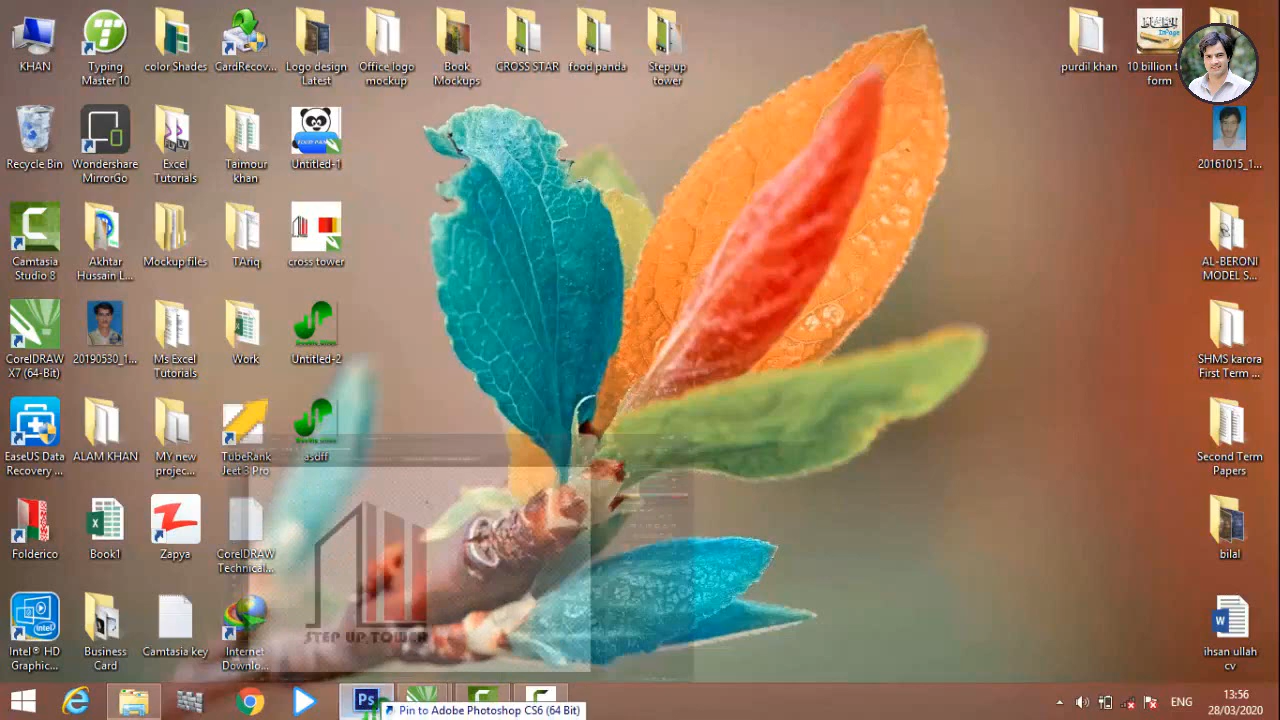 KHAN
Typing
Master 10
color Shades
CardRecov...
Logo design
Latest
Office logo
mockup
Book
Mockups
CROSS STAR
food panda
Step up
tower
purdil khan
10 billion t
form
Recycle Bin
Wondershare
MirrorGo
Excel
Tutorials
Taimour
khan
Untitled-1
20161015_1...
Camtasia
Studio 8
Akhtar
Hussain L...
Mockup files
TAriq
cross tower
AL-BERONI
MODEL S...
CorelDRAW
X7 (64-Bit)
20190530_1...
Ms Excel
Tutorials
Work
Untitled-2
SHMS karora
First Term ...
EaseUS Data
Recovery ...
ALAM KHAN
MY new
projec...
TubeRank
Jeet 3 Pro
asdff
Second Term
Papers
Folderico
Book1
Zapya
CorelDRAW
Technical...
bilal
STEP UP TOWER
Intel® HD
Graphic...
Business
Card
Camtasia key
Internet
Downlo...
ihsan ullah
cv
Ps
Pin to Adobe Photoshop CS6 (64 Bit)
ENG
13:56
28/03/2020